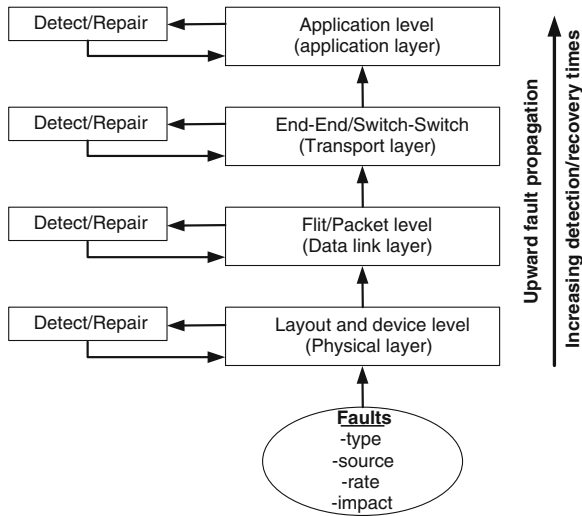 Detect/Repair
Application level
(application layer)
Detect/Repair
End-End/Switch-Switch
(Transport layer)
Detect/Repair
Flit/Packet level
(Data link layer)
Detect/Repair
Layout and device level
(Physical layer)
Faults
-type
-source
-rate
-impact
Upward fault propagation
Increasing detection/recovery times